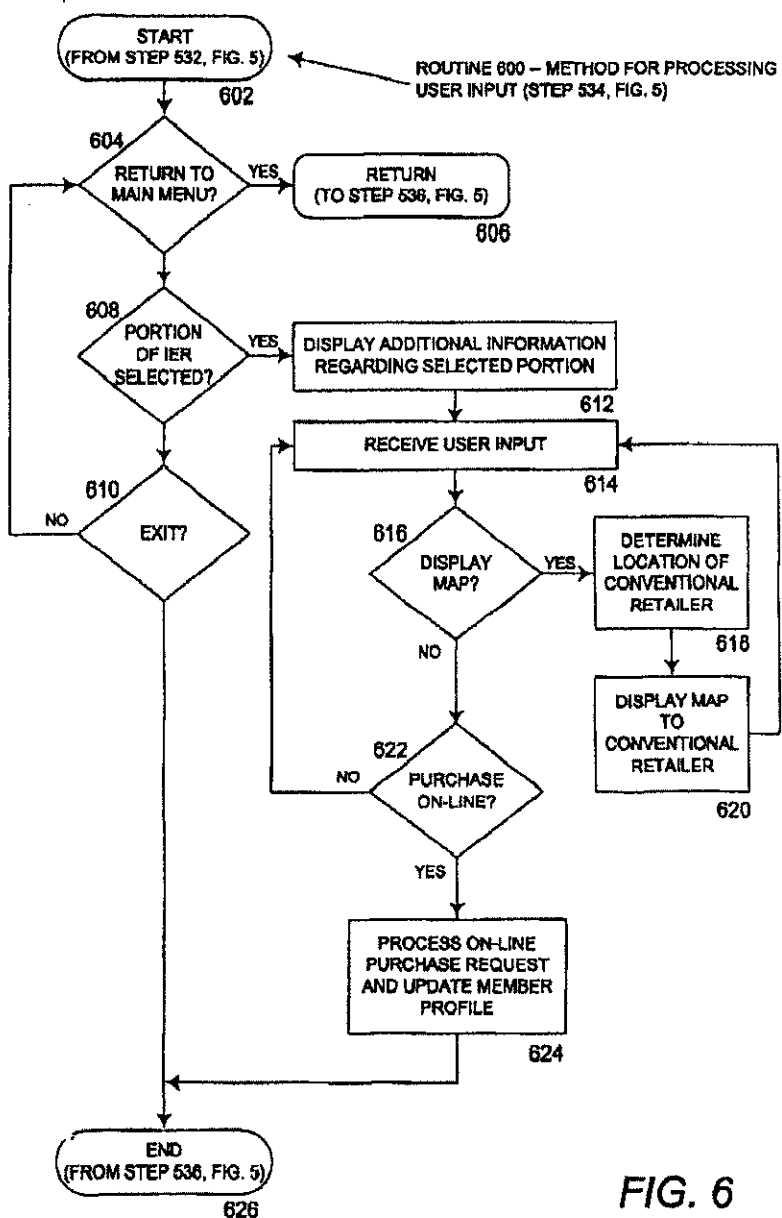 START
(FROM STEP 532, FIG. 5)
602
ROUTINE 600 – METHOD FOR PROCESSING
USER INPUT (STEP 534, FIG. 5)
604
RETURN TO
MAIN MENU?
YES
RETURN
(TO STEP 536, FIG. 5)
606
608
PORTION
OF IER
SELECTED?
YES
DISPLAY ADDITIONAL INFORMATION
REGARDING SELECTED PORTION
612
RECEIVE USER INPUT
614
610
NO
EXIT?
616
DISPLAY
MAP?
YES
DETERMINE
LOCATION OF
CONVENTIONAL
RETAILER
618
NO
DISPLAY MAP
TO
CONVENTIONAL
RETAILER
620
622
NO
PURCHASE
ON-LINE?
YES
PROCESS ON-LINE
PURCHASE REQUEST
AND UPDATE MEMBER
PROFILE
624
END
(FROM STEP 536, FIG. 5)
626
FIG. 6